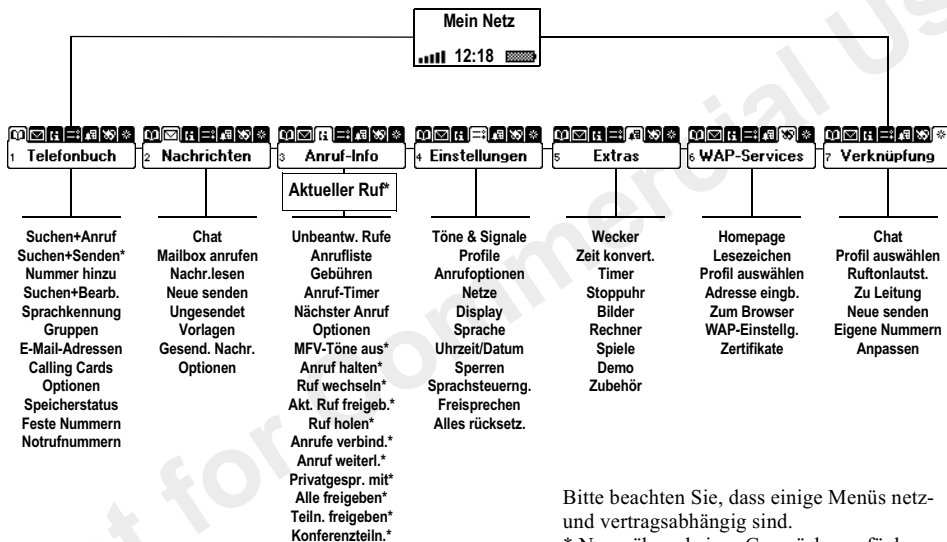 Mein Netz
12:18
1 Telefonbuch
2 Nachrichten
3 Anruf-Info
4 Einstellungen
5 Extras
6 WAP-Services
7 Verknüpfung
Aktueller Ruf*
Suchen+Anruf
Suchen+Senden*
Nummer hinzu
Suchen+Bearb.
Sprachkennung
Gruppen
E-Mail-Adressen
Calling Cards
Optionen
Speicherstatus
Feste Nummern
Notrufnummern
Chat
Mailbox anrufen
Nachr.lesen
Neue senden
Ungesendet
Vorlagen
Gesend. Nachr.
Optionen
Unbeantw. Rufe
Anrufliste
Gebühren
Anruf-Timer
Nächster Anruf
Optionen
MFV-Töne aus*
Anruf halten*
Ruf wechseln*
Akt. Ruf freigeb.*
Ruf holen*
Anrufe verbind.*
Anruf weiterl.*
Privatgespr. mit*
Alle freigeben*
Teiln. freigeben*
Konferenzteiln.*
Töne & Signale
Profile
Anrufoptionen
Netze
Display
Sprache
Uhrzeit/Datum
Sperren
Sprachsteuerng.
Freisprechen
Alles rücksetz.
Wecker
Zeit konvert.
Timer
Stoppuhr
Bilder
Rechner
Spiele
Demo
Zubehör
Homepage
Lesezeichen
Profil auswählen
Adresse eingb.
Zum Browser
WAP-Einstellg.
Zertifikate
Chat
Profil auswählen
Ruftonlautst.
Zu Leitung
Neue senden
Eigene Nummern
Anpassen
Bitte beachten Sie, dass einige Menüs netz-
und vertragsabhängig sind.